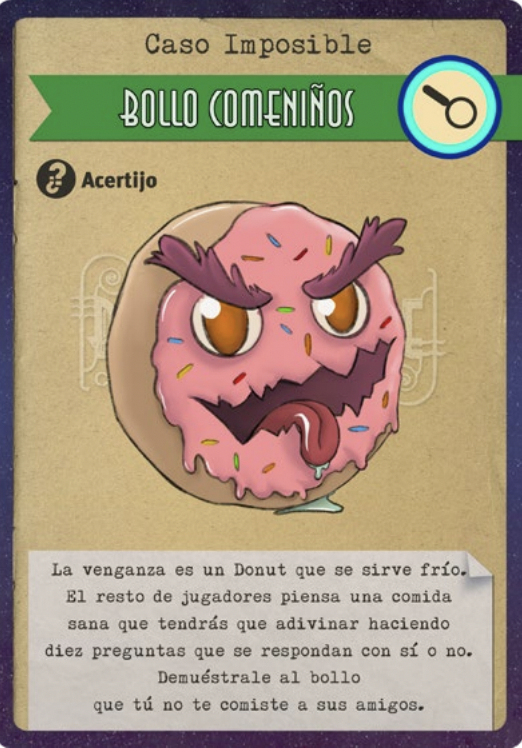 Caso Imposible
BOLLO COMENIÑOS
Acertijo
La venganza es un Donut que se sirve frío.
El resto de jugadores piensa una comida
sana que tendrás que adivinar haciendo
diez preguntas que se respondan con sí o no.
Demuéstrale al bollo
que tú no te comiste a sus amigos.